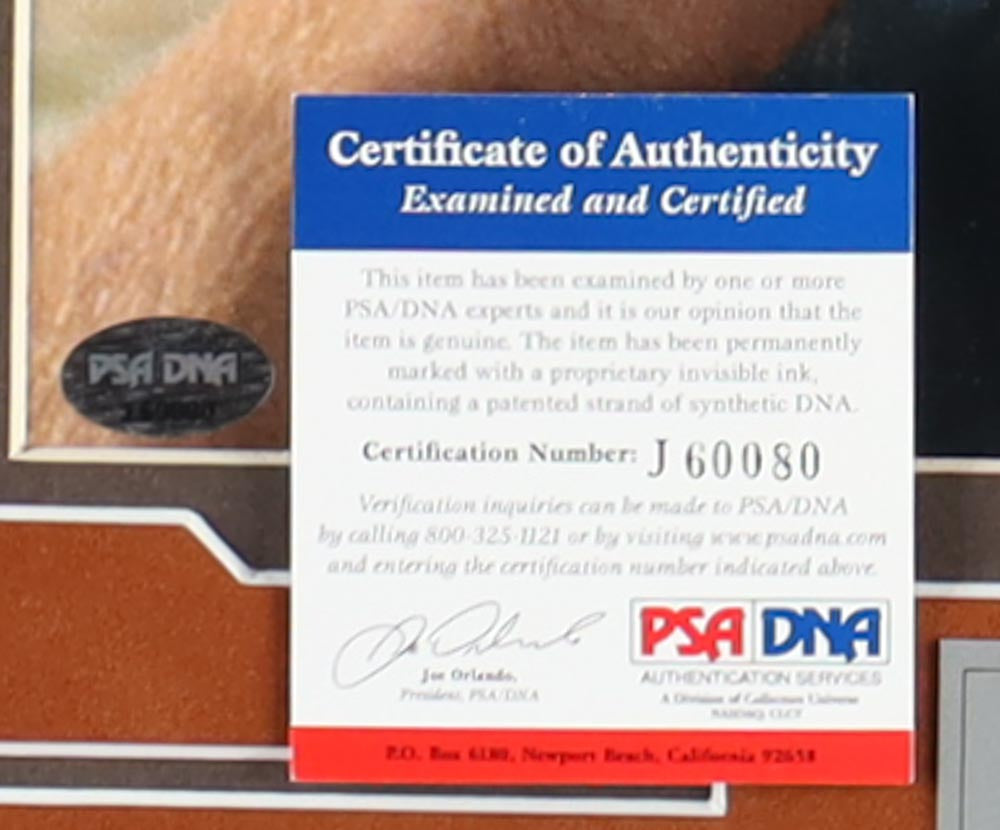 Certificate of Authenticity
Examined and Certified
This item has been examined by one or more
PSA/DNA experts and it is our opinion that the
item is genuine. The item has been permanently
marked with a proprietary invisible ink,
containing a patented strand of synthetic DNA.
Certification Number: J 60080
Verification inquiries can be made to PSA/DNA
by calling 800-325-1121 or by visiting www.psadna.com
and entering the certification number indicated above.
Joe Orlando,
President, PSA/DNA
PSA DNA
AUTHENTICATION SERVICES
A Division of Collectors Universe
NASDAQ: CLCT
P.O. Box 6180, Newport Beach, California 92658
PSA DNA